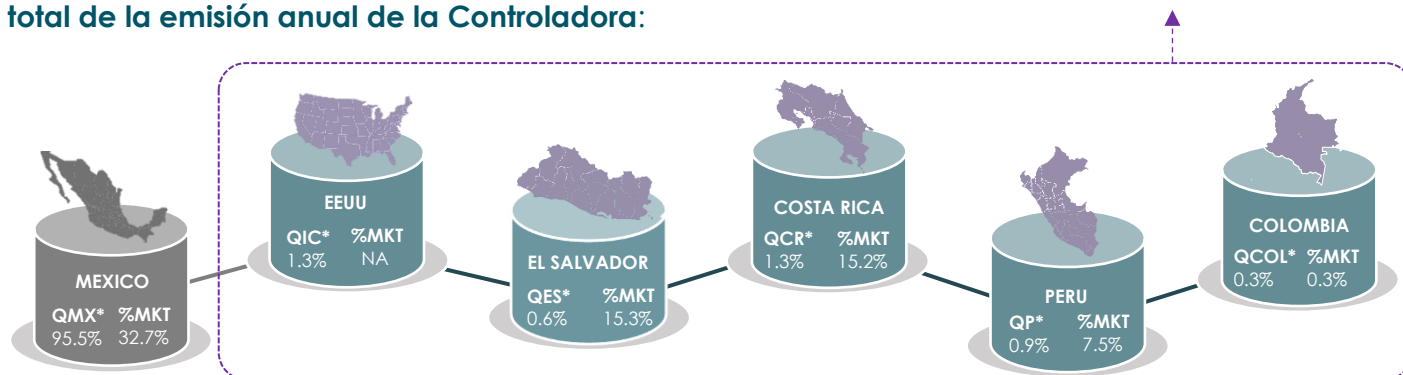 total de la emisión anual de la Controladora:
MEXICO
QMX* %MKT
95.5% 32.7%
EEUU
QIC* %MKT
1.3% NA
EL SALVADOR
QES* %MKT
0.6% 15.3%
COSTA RICA
QCR* %MKT
1.3% 15.2%
PERU
QP* %MKT
0.9% 7.5%
COLOMBIA
QCOL* %MKT
0.3% 0.3%